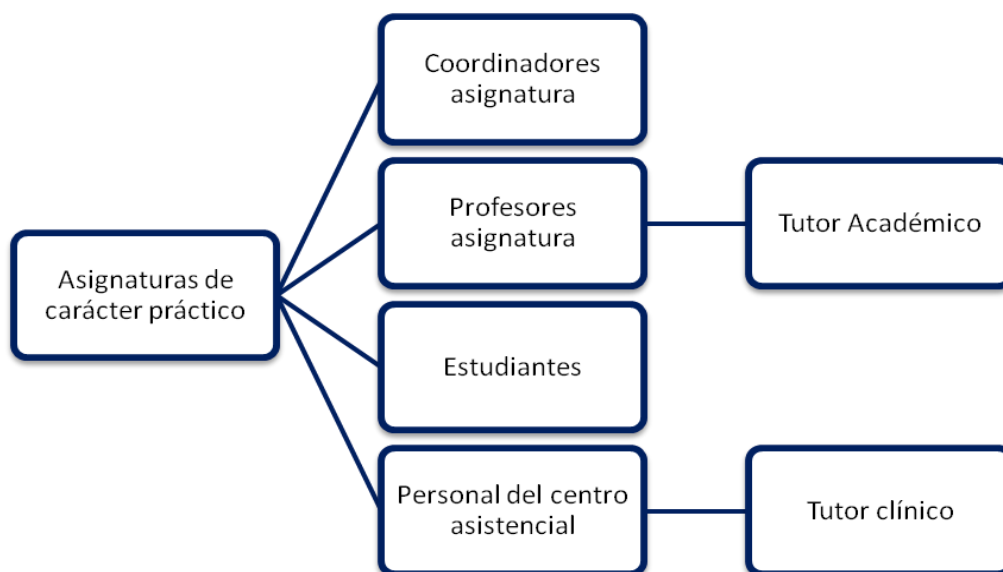 Coordinadores
asignatura
Profesores
asignatura
Tutor Académico
Asignaturas de
carácter práctico
Estudiantes
Personal del centro
asistencial
Tutor clínico